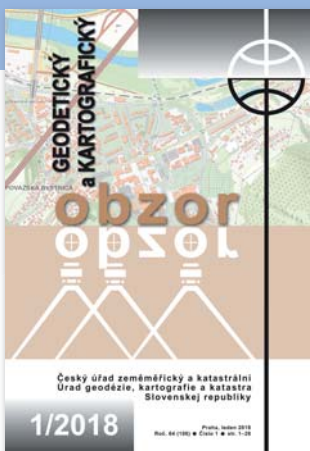 GEODETICKÝ
a KARTOGRAFICKÝ
POVAŽSKÁ BYSTRICA
obzor
obzor
Český úřad zeměměřický a katastrální
Úrad geodézie, kartografie a katastra
Slovenskej republiky
1/2018
Praha, leden 2018
Roč. 64 (106) ● Číslo 1 ● str. 1–28